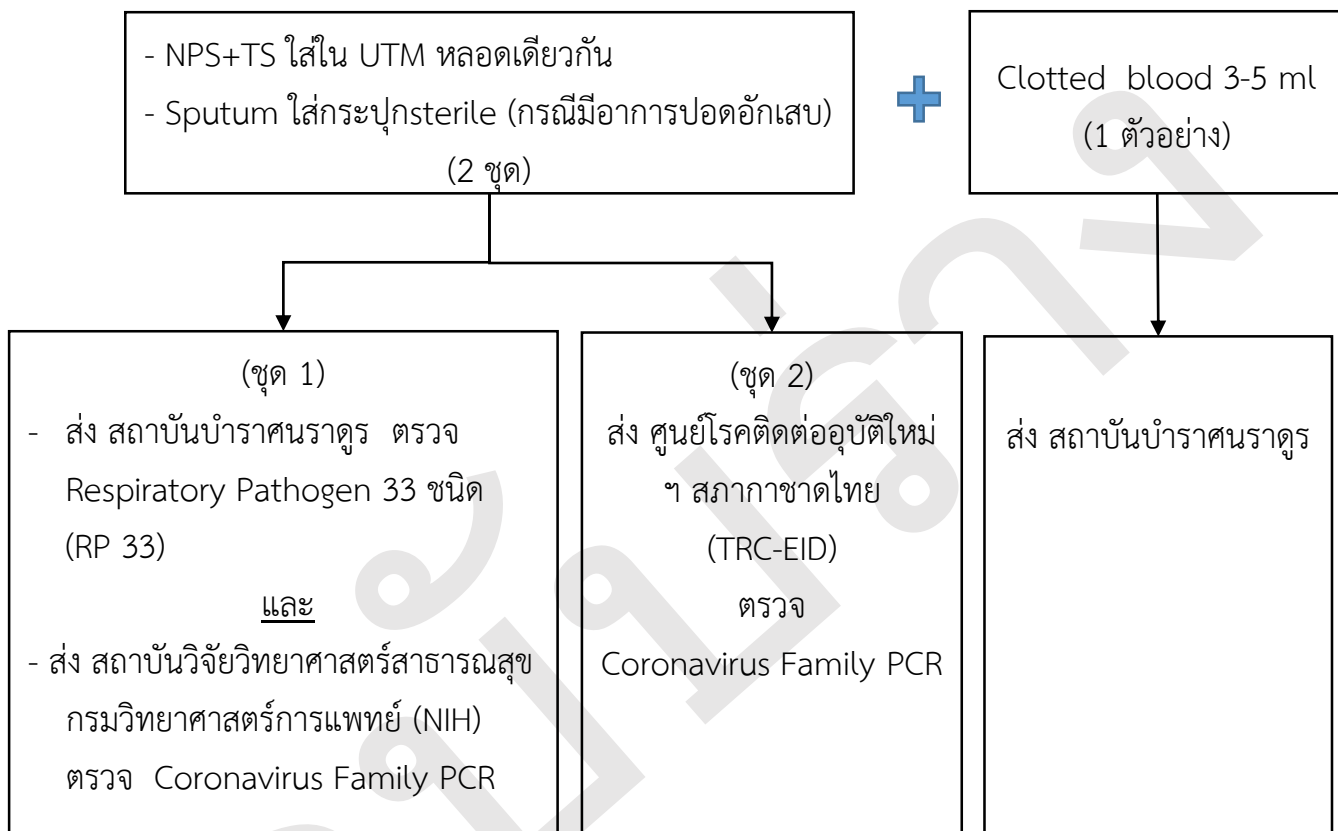 - NPS+TS ใส่ใน UTM หลอดเดียวกัน
- Sputum ใส่กระปุกsterile (กรณีมีอาการปอดอักเสบ)
(2 ชุด)
Clotted blood 3-5 ml
(1 ตัวอย่าง)
(ชุด 1)
- ส่ง สถาบันบำราศนราดูร ตรวจ
Respiratory Pathogen 33 ชนิด
(RP 33)
และ
- ส่ง สถาบันวิจัยวิทยาศาสตร์สาธารณสุข
กรมวิทยาศาสตร์การแพทย์ (NIH)
ตรวจ Coronavirus Family PCR
(ชุด 2)
ส่ง ศูนย์โรคติดต่ออุบัติใหม่
ฯ สภากาชาดไทย
(TRC-EID)
ตรวจ
Coronavirus Family PCR
ส่ง สถาบันบำราศนราดูร